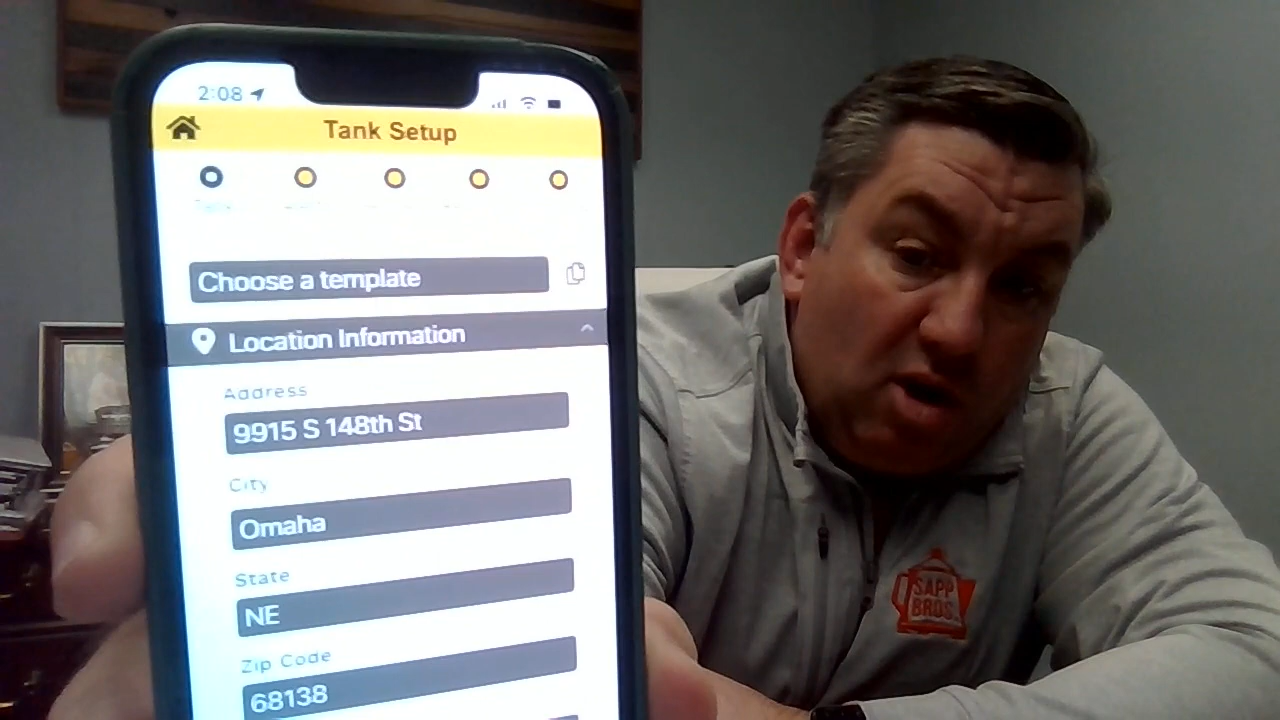 2:08
Tank Setup
Choose a template
Location Information
Address
9915 S 148th St
City
Omaha
State
NE
Zip Code
68138
SAPP
BROS.